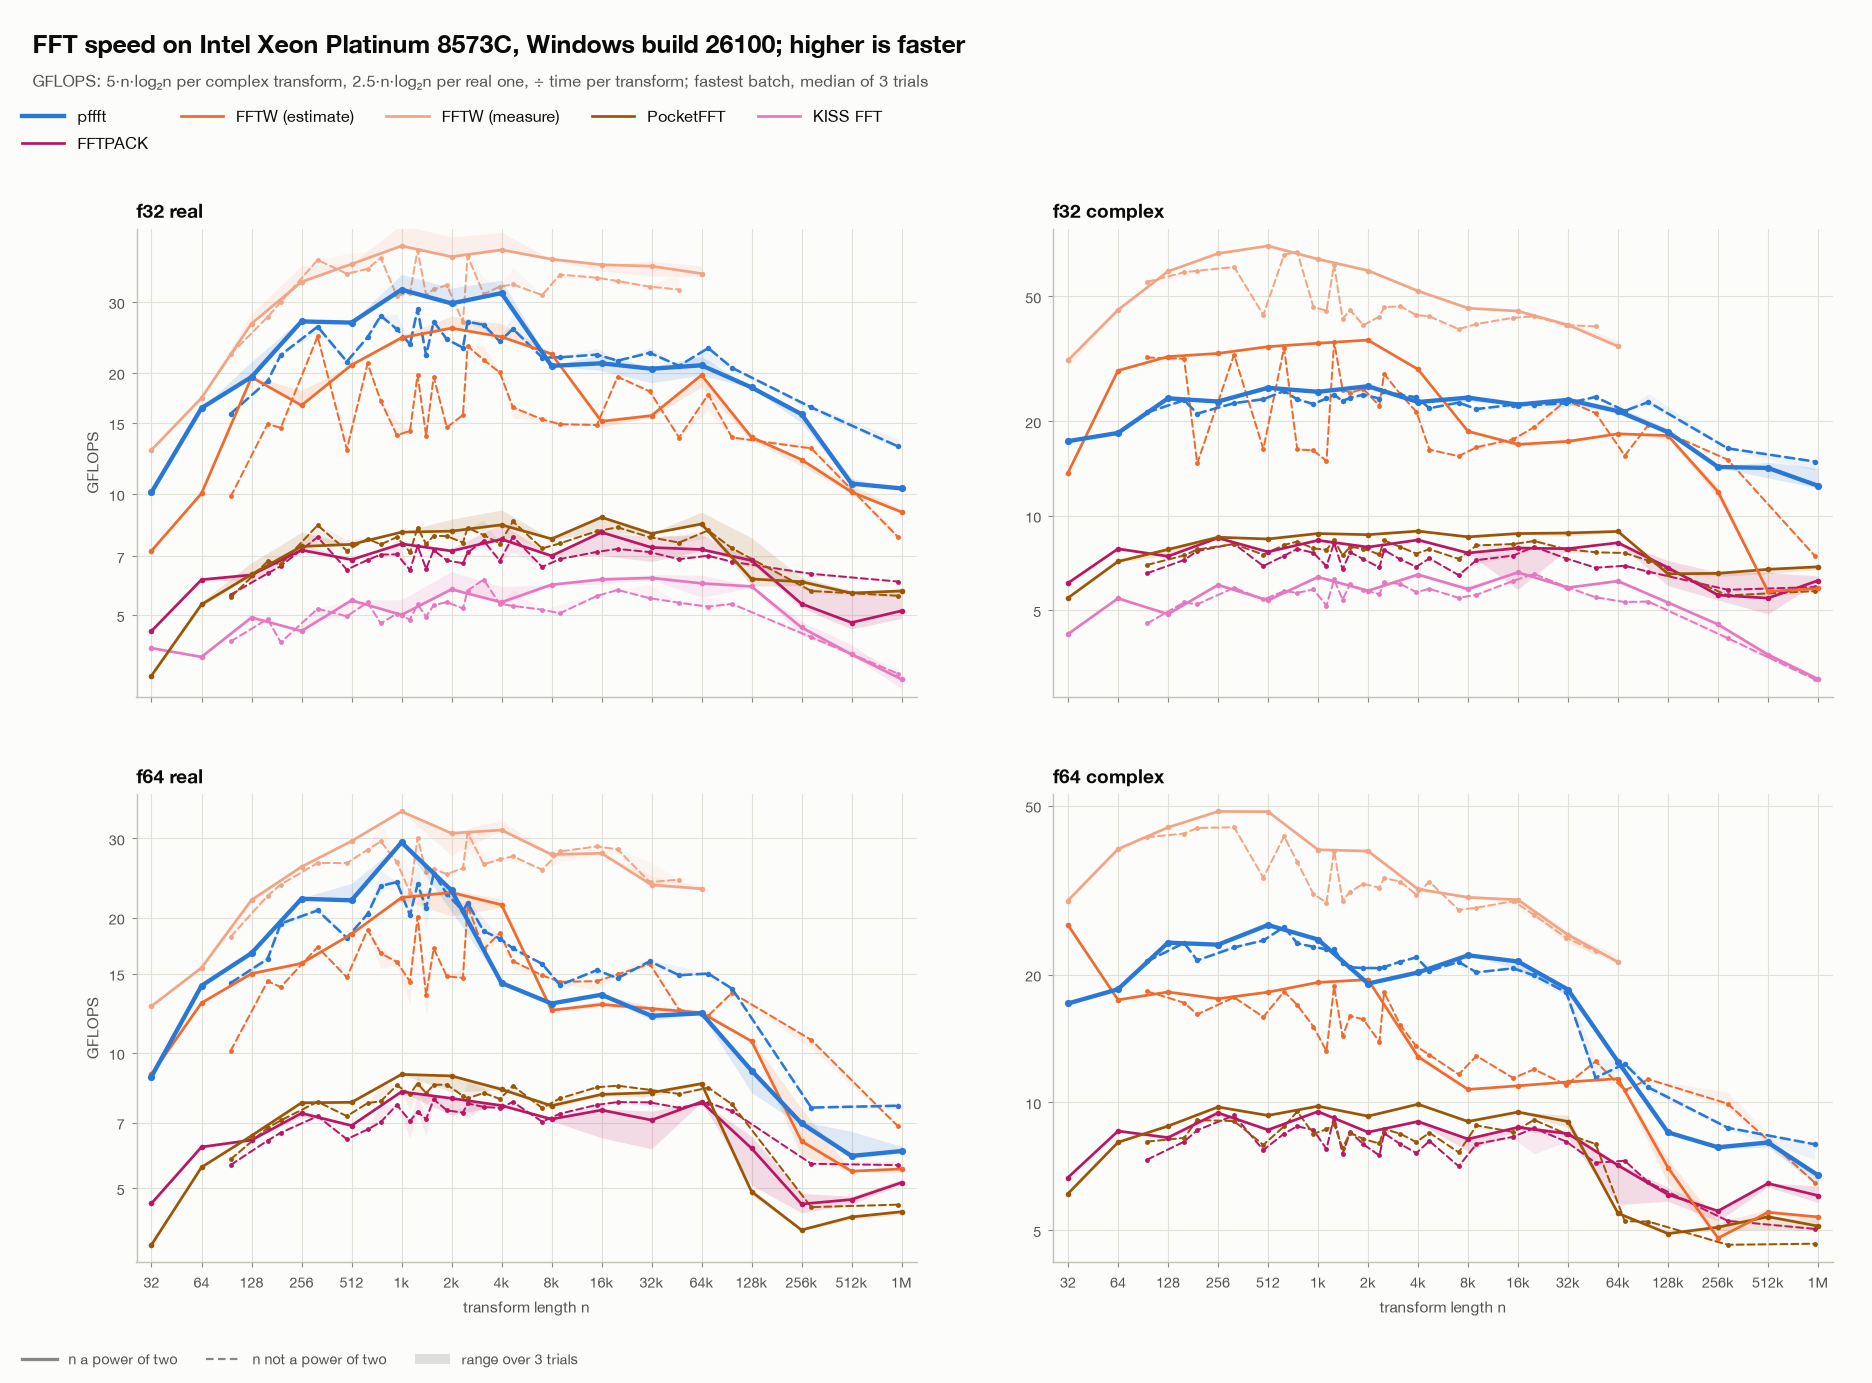 FFT speed on Intel Xeon Platinum 8573C, Windows build 26100; higher is faster
GFLOPS: 5·n·log₂n per complex transform, 2.5·n·log₂n per real one, ÷ time per transform; fastest batch, median of 3 trials
pffft FFTW (estimate) FFTW (measure) PocketFFT KISS FFT
FFTPACK
f32 real
30
20
15
10
7
5
GFLOPS
f32 complex
50
20
10
5
f64 real
30
20
15
10
7
5
GFLOPS
32 64 128 256 512 1k 2k 4k 8k 16k 32k 64k 128k 256k 512k 1M
transform length n
f64 complex
50
20
10
5
32 64 128 256 512 1k 2k 4k 8k 16k 32k 64k 128k 256k 512k 1M
transform length n
n a power of two n not a power of two range over 3 trials